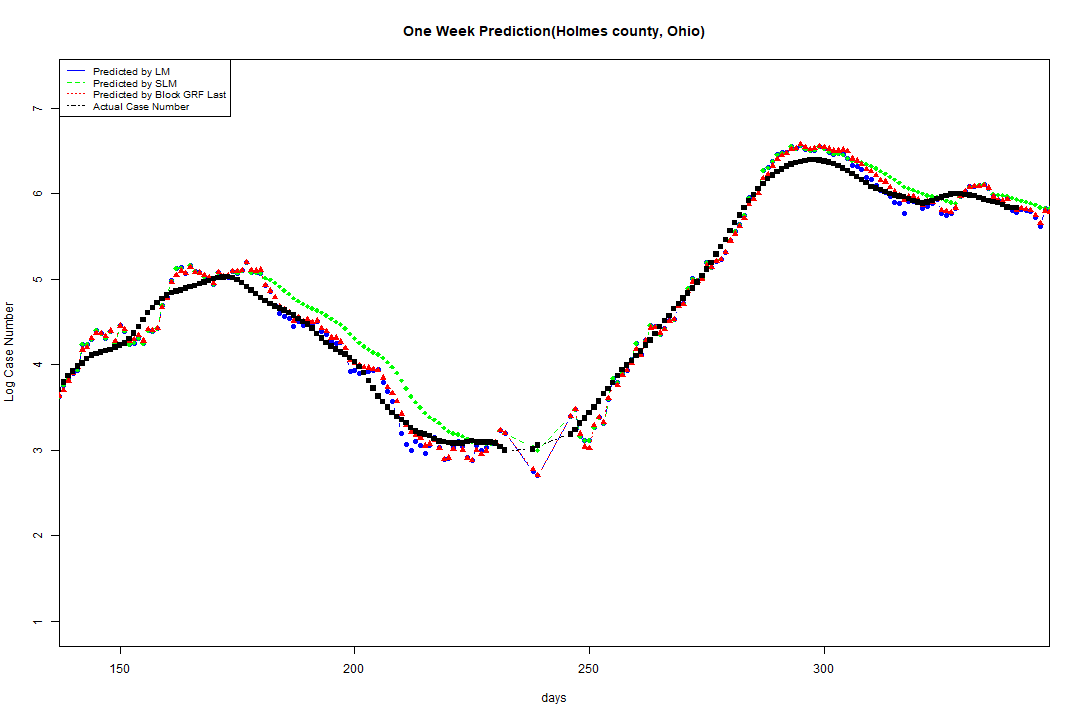 One Week Prediction(Holmes county, Ohio)
Predicted by LM
Predicted by SLM
Predicted by Block GRF Last
Actual Case Number
7
6
5
4
3
2
1
Log Case Number
150 200 250 300
days